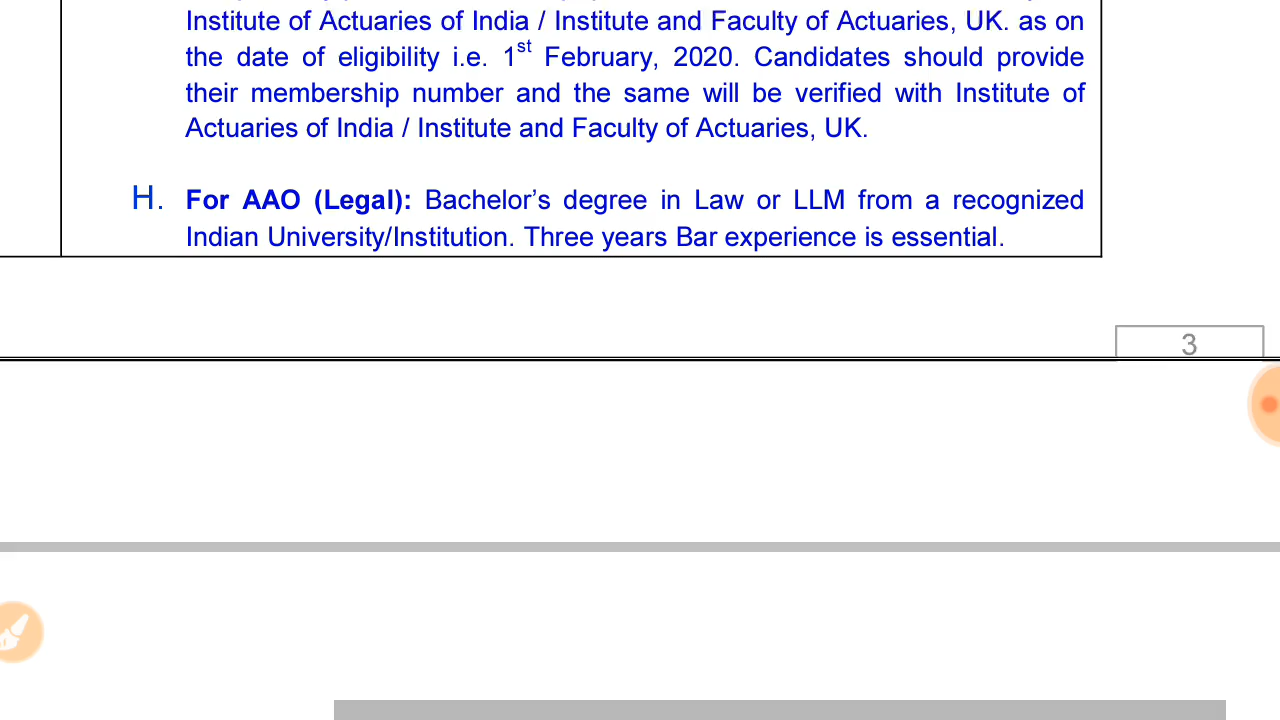 Institute of Actuaries of India / Institute and Faculty of Actuaries, UK. as on
the date of eligibility i.e. 1st February, 2020. Candidates should provide
their membership number and the same will be verified with Institute of
Actuaries of India / Institute and Faculty of Actuaries, UK.
H. For AAO (Legal): Bachelor’s degree in Law or LLM from a recognized
Indian University/Institution. Three years Bar experience is essential.
3